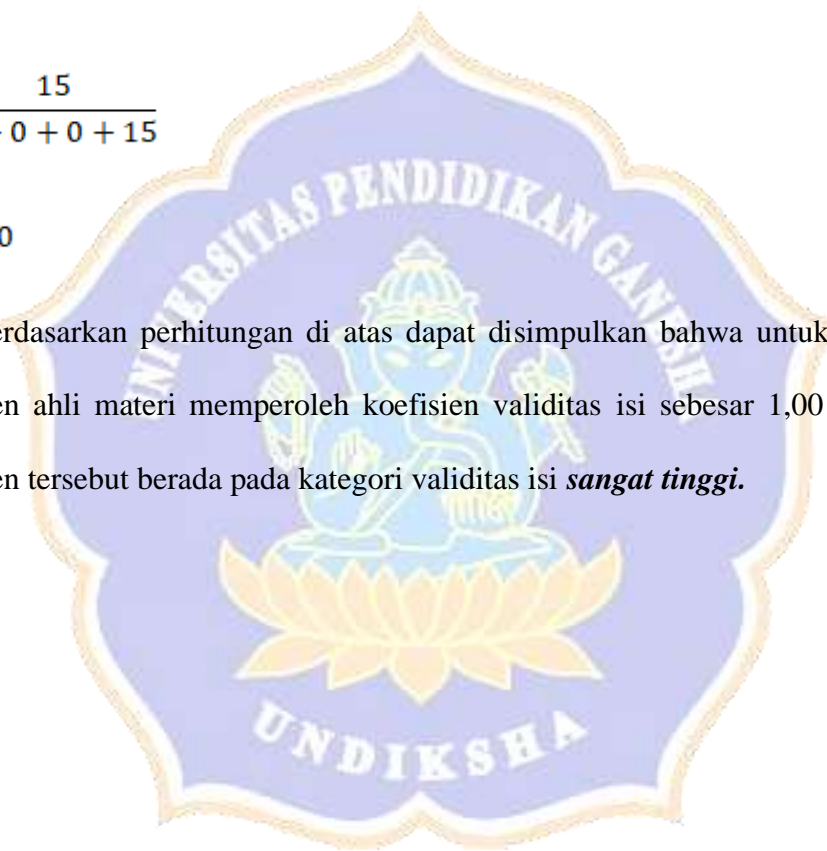 15
0 + 0 + 15
0
erdasarkan perhitungan di atas dapat disimpulkan bahwa untuk
en ahli materi memperoleh koefisien validitas isi sebesar 1,00
en tersebut berada pada kategori validitas isi sangat tinggi.
UNIVERSITAS PENDIDIKAN GANESHA
UNDIKSHA